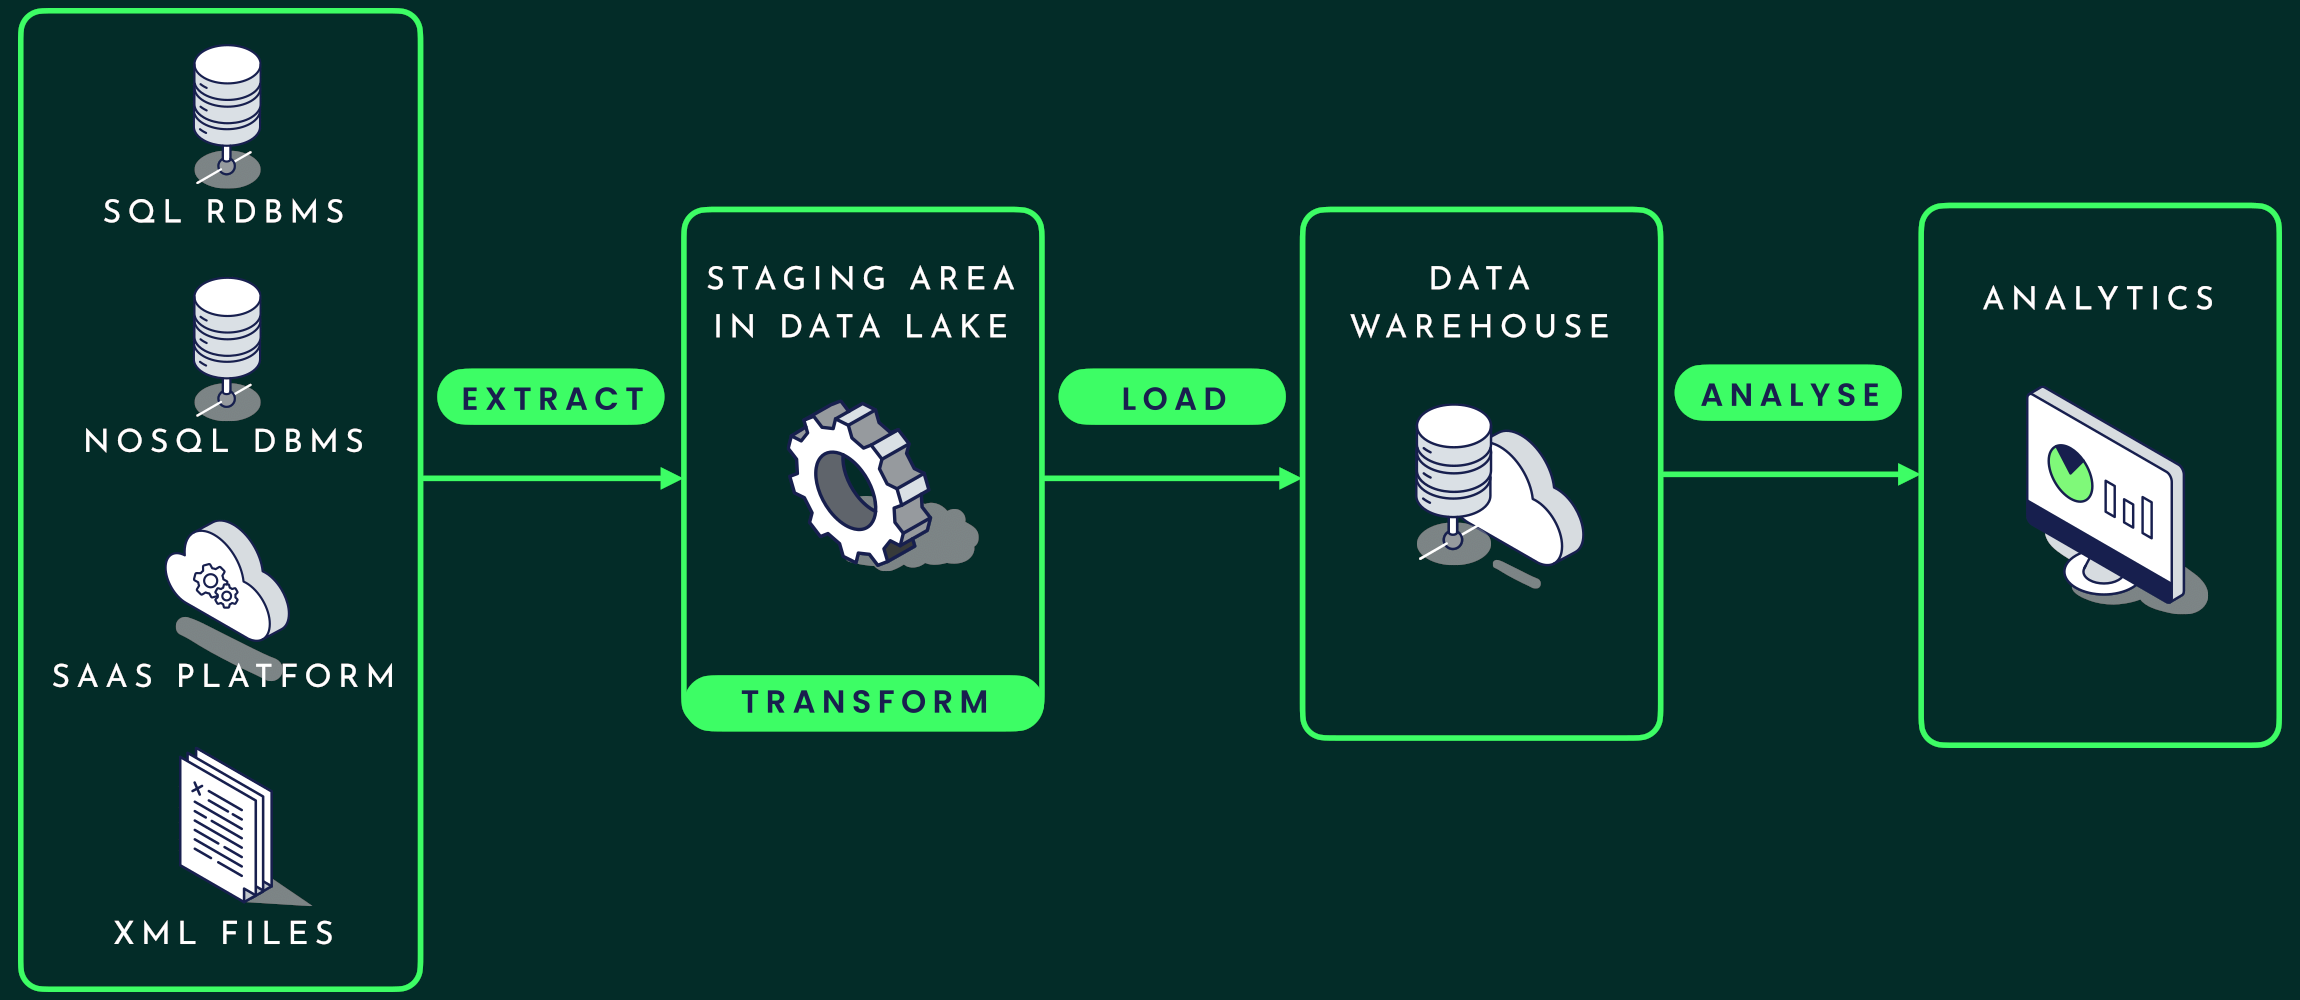 SQL RDBMS
NOSQL DBMS
SAAS PLATFORM
XML FILES
EXTRACT
STAGING AREA
IN DATA LAKE
TRANSFORM
LOAD
DATA
WAREHOUSE
ANALYSE
ANALYTICS